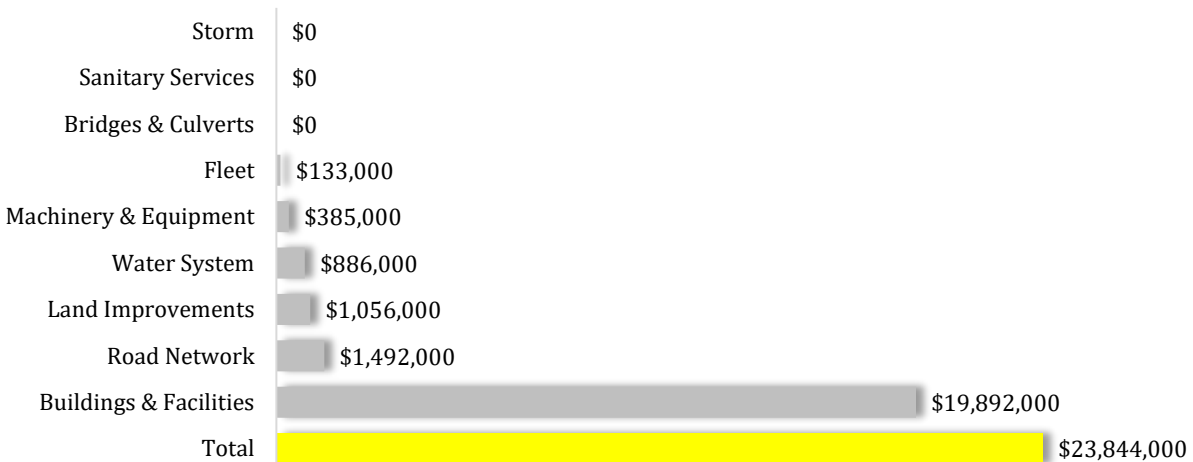 Storm $0
Sanitary Services $0
Bridges & Culverts $0
Fleet $133,000
Machinery & Equipment $385,000
Water System $886,000
Land Improvements $1,056,000
Road Network $1,492,000
Buildings & Facilities $19,892,000
Total $23,844,000